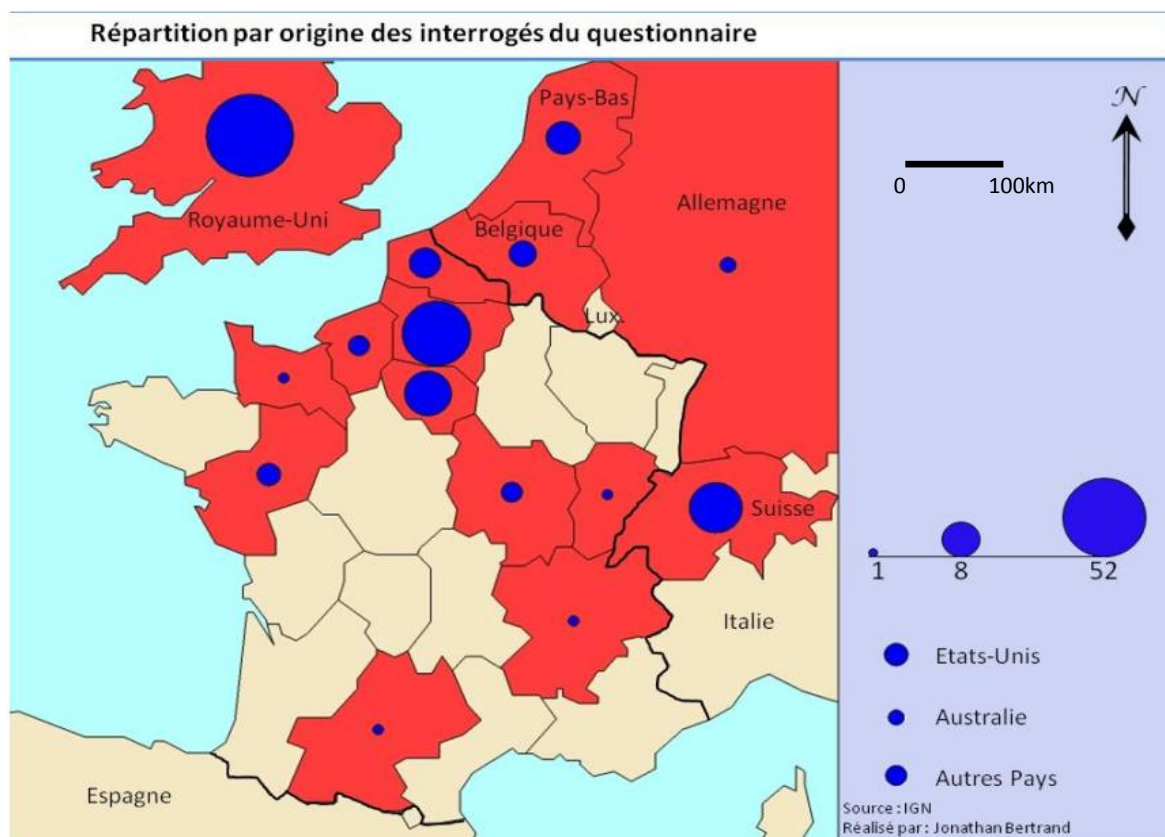 Répartition par origine des interrogés du questionnaire
N
0 100km
Pays-Bas
Royaume-Uni
Belgique
Allemagne
Lux.
Suisse
Italie
Espagne
1 8 52
Etats-Unis
Australie
Autres Pays
Source : IGN
Réalisé par : Jonathan Bertrand